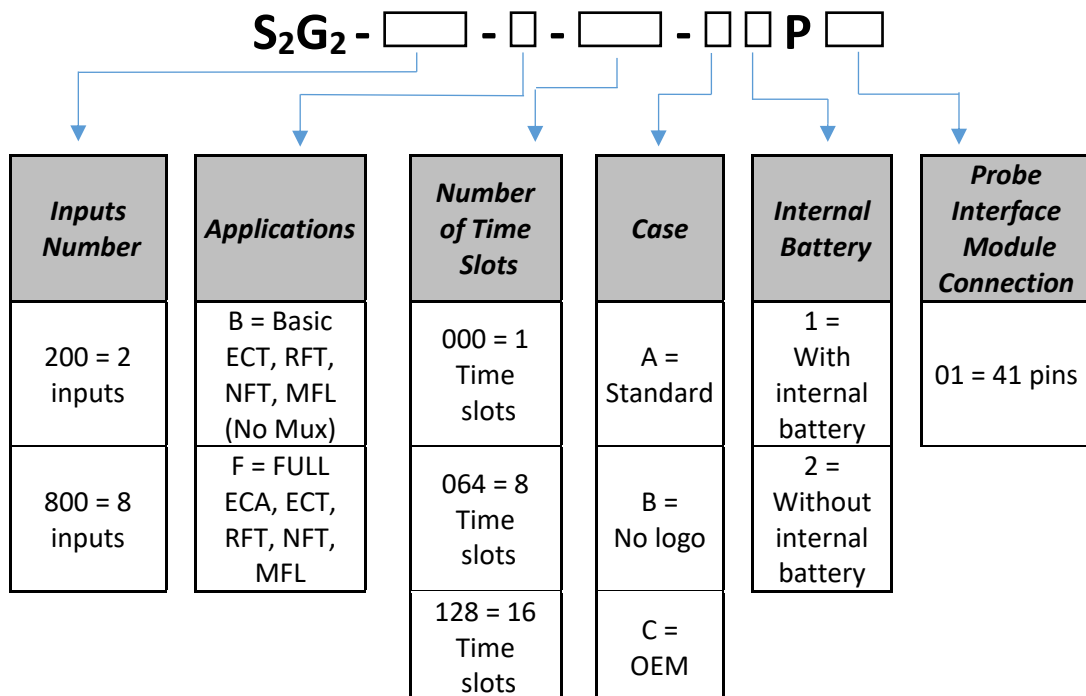 S₂G₂ - - - - P
Inputs
Number
200 = 2
inputs
800 = 8
inputs
Applications
B = Basic
ECT, RFT,
NFT, MFL
(No Mux)
F = FULL
ECA, ECT,
RFT, NFT,
MFL
Number
of Time
Slots
000 = 1
Time
slots
064 = 8
Time
slots
128 = 16
Time
slots
Case
A =
Standard
B =
No logo
C =
OEM
Internal
Battery
1 =
With
internal
battery
2 =
Without
internal
battery
Probe
Interface
Module
Connection
01 = 41 pins